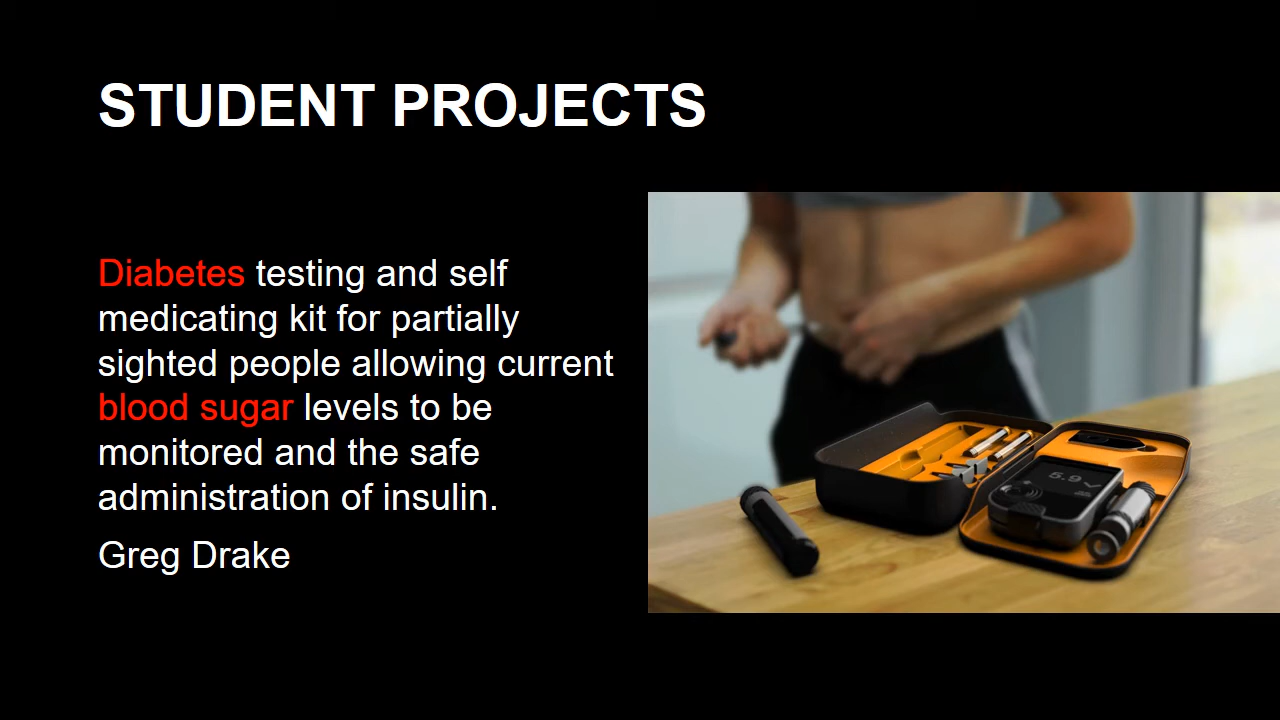 STUDENT PROJECTS
Diabetes testing and self
medicating kit for partially
sighted people allowing current
blood sugar levels to be
monitored and the safe
administration of insulin.
Greg Drake
5.9